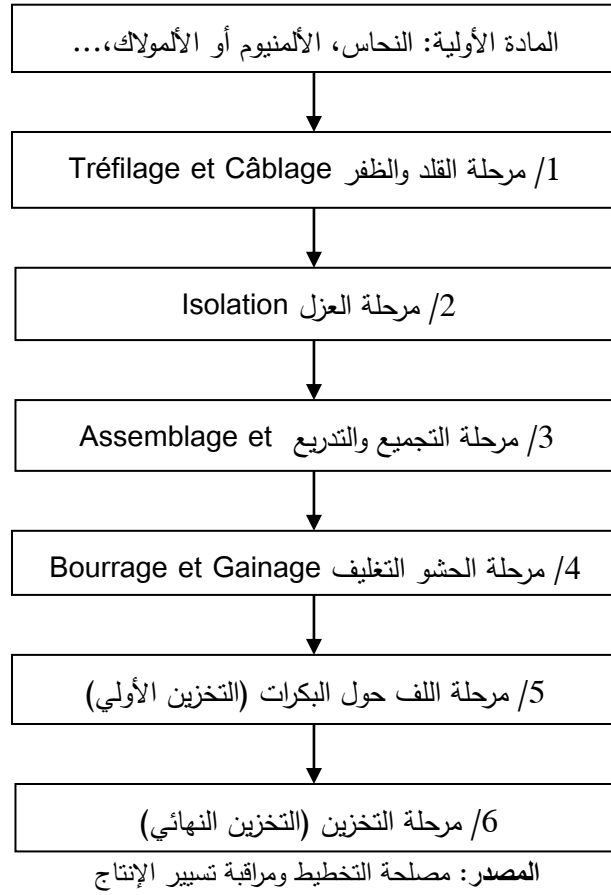 المادة الأولية: النحاس، الألمنيوم أو الألمولاك،...
1/ مرحلة القلد والظفر Tréfilage et Câblage
2/ مرحلة العزل Isolation
3/ مرحلة التجميع والتدريع Assemblage et
4/ مرحلة الحشو التغليف Bourrage et Gainage
5/ مرحلة اللف حول البكرات (التخزين الأولي)
6/ مرحلة التخزين (التخزين النهائي)
المصدر: مصلحة التخطيط ومراقبة تسيير الإنتاج